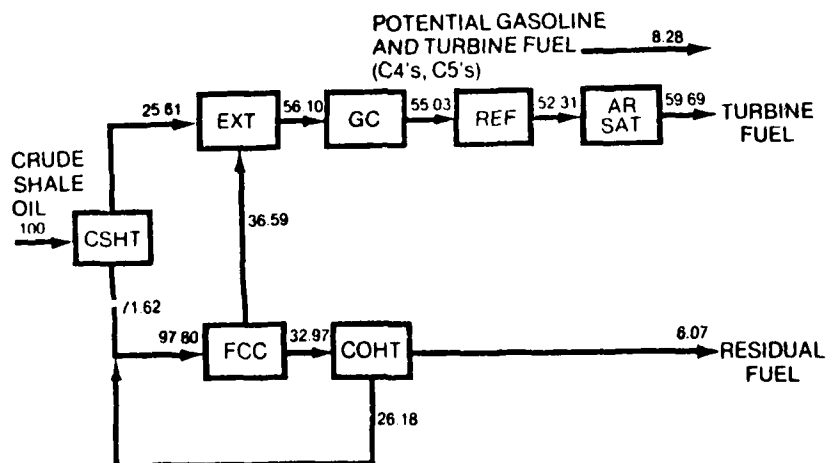 POTENTIAL GASOLINE
AND TURBINE FUEL
(C4's, C5's)
8.28
25.61
EXT
56.10
GC
55.03
REF
52.31
AR
SAT
59.69
TURBINE
FUEL
CRUDE
SHALE
OIL
100
CSHT
36.59
71.62
97.80
FCC
32.97
COHT
6.07
RESIDUAL
FUEL
26.18